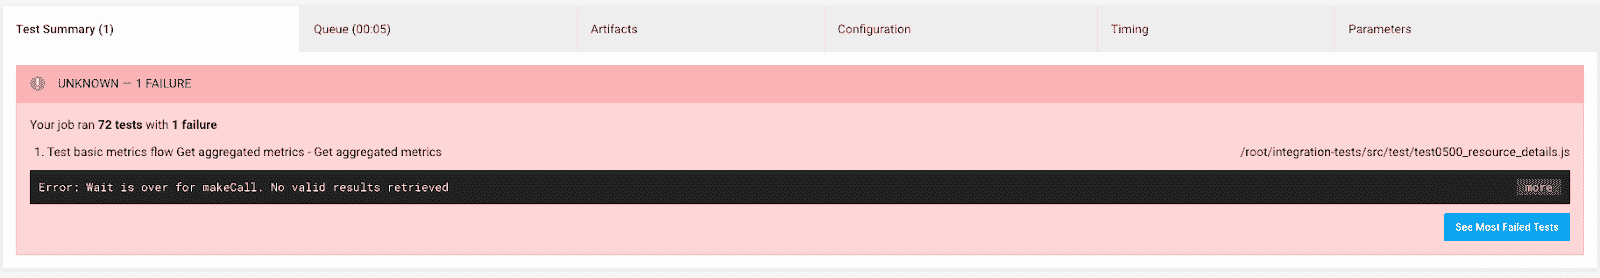 Test Summary (1)
Queue (00:05)
Artifacts
Configuration
Timing
Parameters
UNKNOWN — 1 FAILURE
Your job ran 72 tests with 1 failure
1. Test basic metrics flow Get aggregated metrics - Get aggregated metrics
/root/integration-tests/src/test/test0500_resource_details.js
Error: Wait is over for makeCall. No valid results retrieved
more
See Most Failed Tests